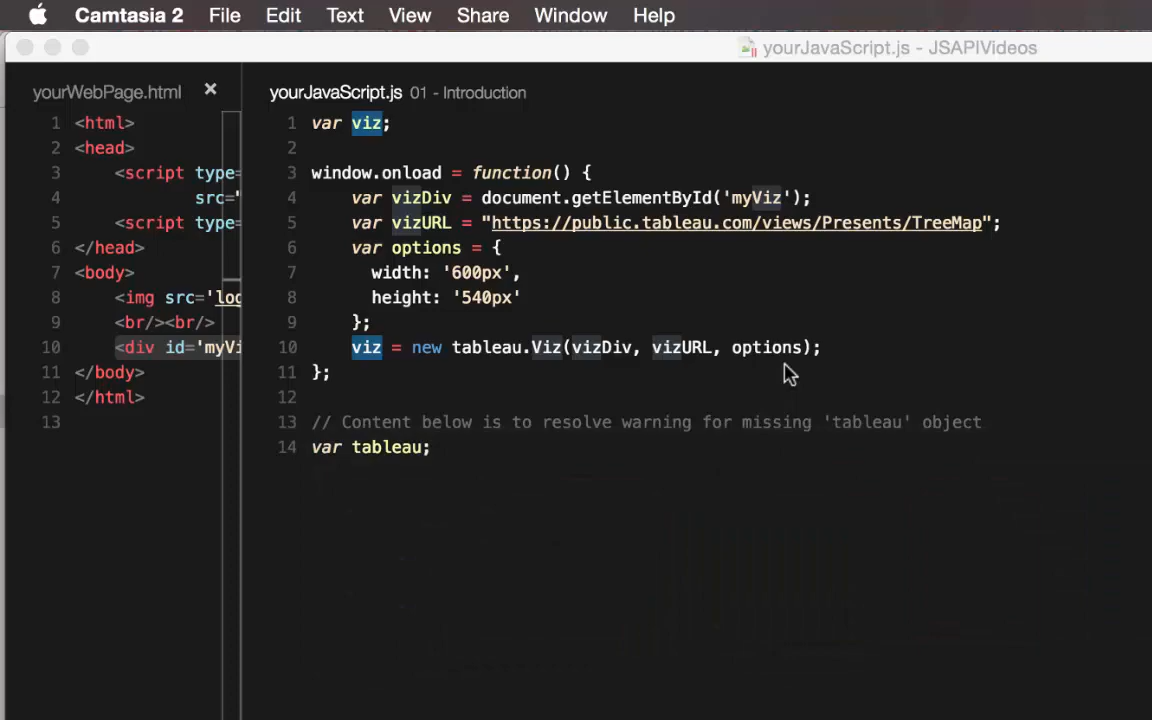 Camtasia 2 File Edit Text View Share Window Help
yourJavaScript.js - JSAPIVideos
yourWebPage.html ×
1 <html>
2 <head>
3 <script type=
4 src="
5 <script type=
6 </head>
7 <body>
8 <img src='log
9 <br/><br/>
10 <div id='myVi
11 </body>
12 </html>
13
yourJavaScript.js 01 - Introduction
1 var viz;
2
3 window.onload = function() {
4 var vizDiv = document.getElementById('myViz');
5 var vizURL = "https://public.tableau.com/views/Presents/TreeMap";
6 var options = {
7 width: '600px',
8 height: '540px'
9 };
10 viz = new tableau.Viz(vizDiv, vizURL, options);
11 };
12
13 // Content below is to resolve warning for missing 'tableau' object
14 var tableau;